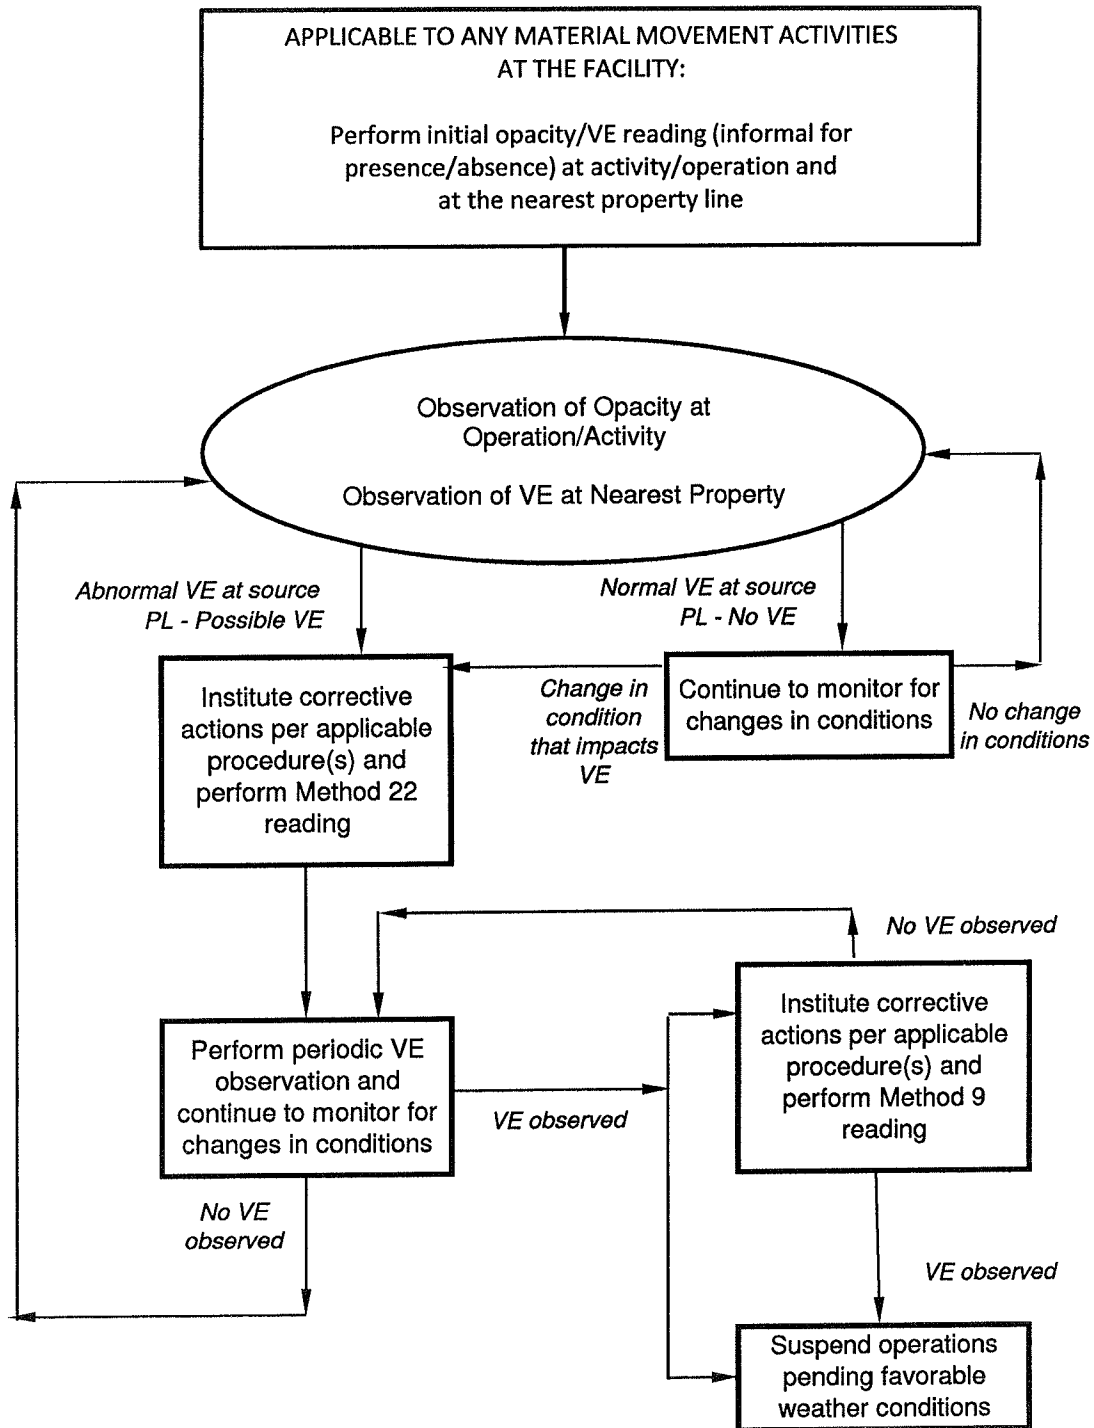 APPLICABLE TO ANY MATERIAL MOVEMENT ACTIVITIES
AT THE FACILITY:
Perform initial opacity/VE reading (informal for
presence/absence) at activity/operation and
at the nearest property line
Observation of Opacity at
Operation/Activity
Observation of VE at Nearest Property
Abnormal VE at source
PL - Possible VE
Normal VE at source
PL - No VE
Institute corrective
actions per applicable
procedure(s) and
perform Method 22
reading
Change in
condition
that impacts
VE
Continue to monitor for
changes in conditions
No change
in conditions
No VE observed
Perform periodic VE
observation and
continue to monitor for
changes in conditions
VE observed
Institute corrective
actions per applicable
procedure(s) and
perform Method 9
reading
No VE
observed
VE observed
Suspend operations
pending favorable
weather conditions